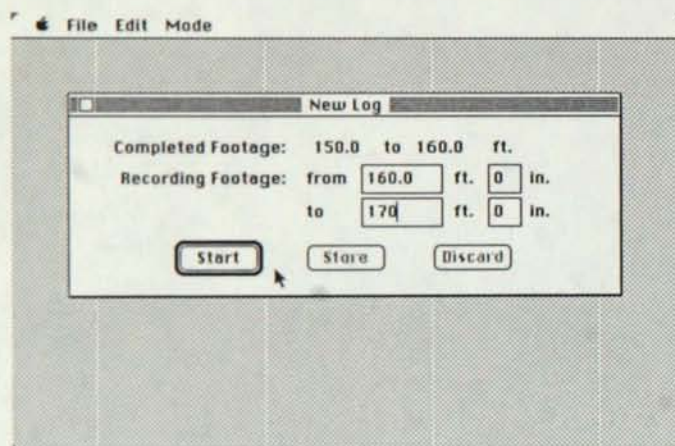 File Edit Mode
New Log
Completed Footage: 150.0 to 160.0 ft.
Recording Footage: from 160.0 ft. 0 in.
to 170 ft. 0 in.
Start Store Discard